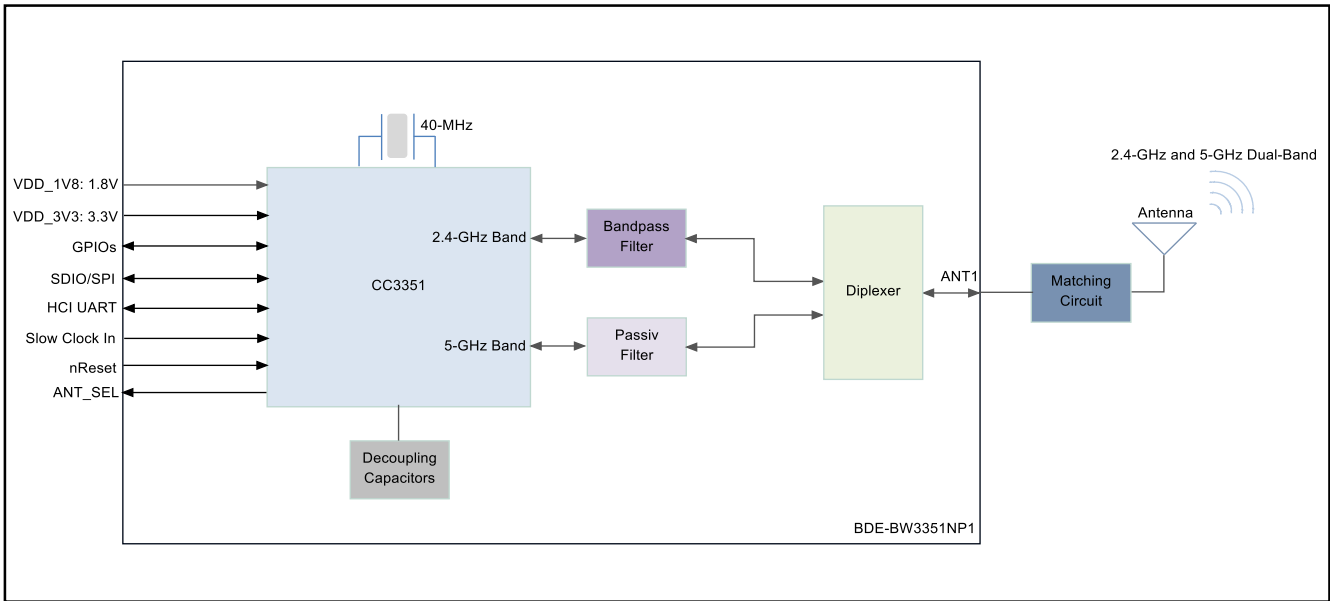 40-MHz
2.4-GHz and 5-GHz Dual-Band
VDD_1V8: 1.8V
VDD_3V3: 3.3V
GPIOs
SDIO/SPI
HCI UART
Slow Clock In
nReset
ANT_SEL
CC3351
2.4-GHz Band
5-GHz Band
Bandpass
Filter
Passiv
Filter
Diplexer
ANT1
Matching
Circuit
Antenna
Decoupling
Capacitors
BDE-BW3351NP1